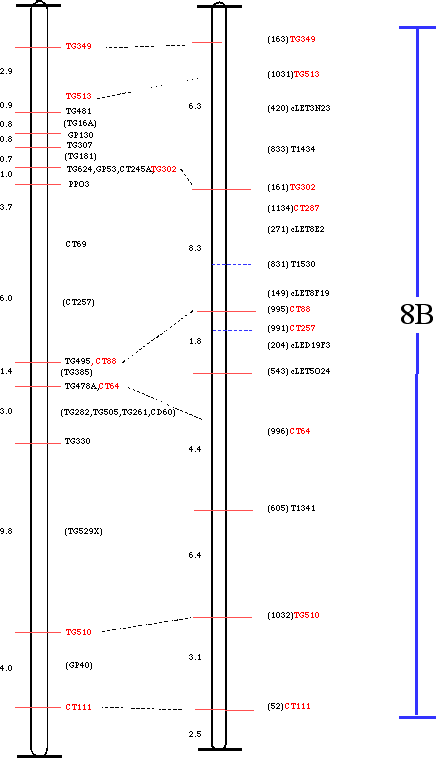 TG349
2.9
TG513
0.9
TG481
0.8
(TG16A)
GP130
0.8
TG307
0.7
(TG181)
TG624,GP53,CT245A,TG302
1.0
PPO3
3.7
CT69
6.0
(CT257)
TG495, CT88
1.4
(TG385)
TG478A,CT64
3.0
(TG282,TG505,TG261,CD60)
TG330
9.8
(TG529X)
TG510
4.0
(GP40)
CT111
(163)TG349
(1031)TG513
6.3
(420) cLET3N23
(833) T1434
(161)TG302
(1134)CT287
(271) cLET8E2
8.3
(831) T1530
(149) cLET8F19
(995)CT88
(991)CT257
1.8
(204) cLED19F3
(543) cLET5O24
(996)CT64
4.4
(605) T1341
6.4
(1032)TG510
3.1
(52)CT111
2.5
8B